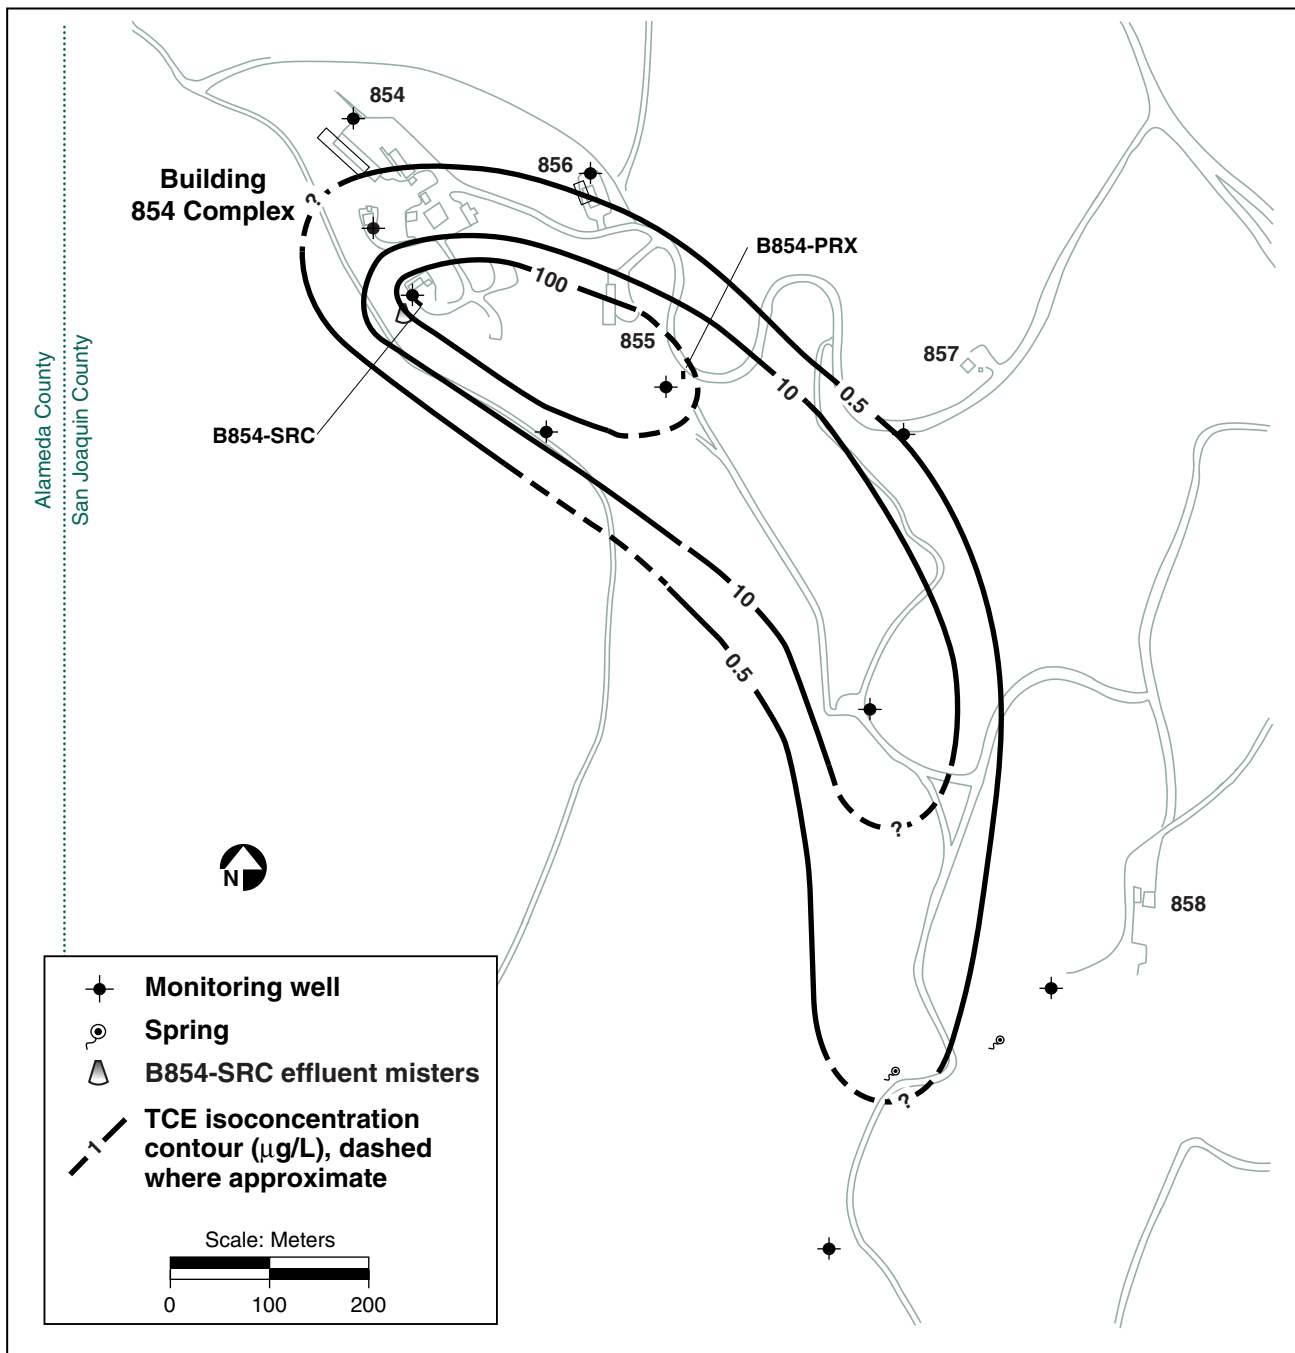 854
856
Building
854 Complex
?
B854-PRX
100
855
857
10
0.5
B854-SRC
Alameda County
San Joaquin County
10
0.5
?
N
858
?
Monitoring well
Spring
B854-SRC effluent misters
1
TCE isoconcentration
contour (µg/L), dashed
where approximate
Scale: Meters
0 100 200